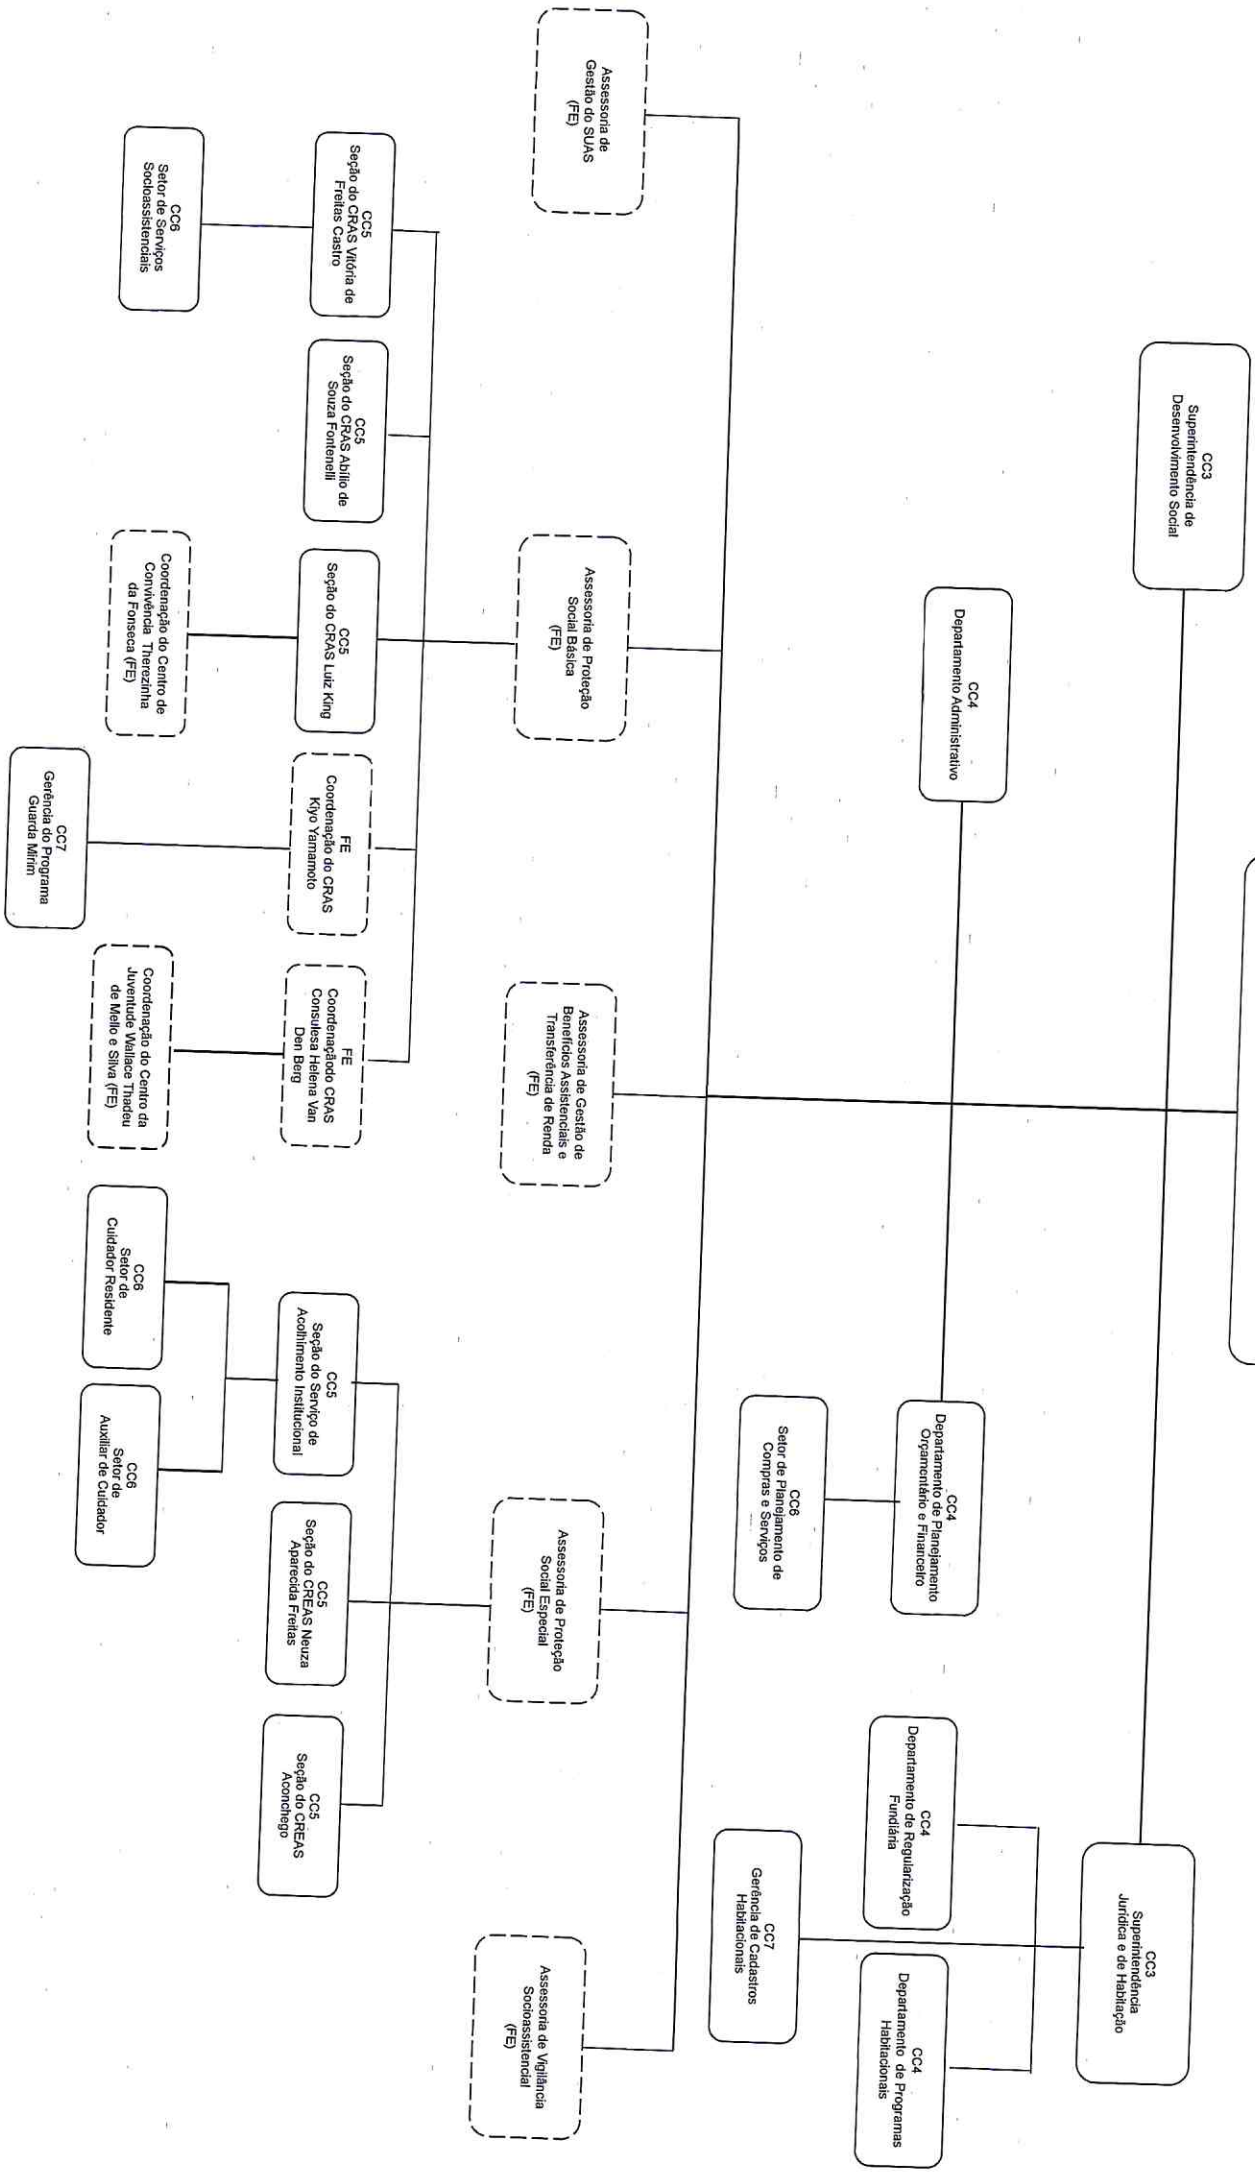 CC3
Superintendência de
Desenvolvimento Social
CC3
Superintendência
Jurídica e de Habitação
CC4
Departamento Administrativo
CC4
Departamento de Planejamento
Orçamentário e Financeiro
CC6
Setor de Planejamento de
Compras e Serviços
CC4
Departamento de Regularização
Fundiária
CC4
Departamento de Programas
Habitacionais
CC7
Gerência de Cadastros
Habitacionais
Assessoria de
Gestão do SUAS
(FE)
Assessoria de Proteção
Social Básica
(FE)
Assessoria de Gestão de
Benefícios Assistenciais e
Transferência de Renda
(FE)
Assessoria de Proteção
Social Especial
(FE)
Assessoria de Vigilância
Socioassistencial
(FE)
CC5
Seção do CRAS Vitória de
Freitas Castro
CC5
Seção do CRAS Abílio de
Souza Fontenelli
CC5
Seção do CRAS Luiz King
FE
Coordenação do CRAS
Kiyo Yamamoto
FE
Coordenaçãodo CRAS
Consulesa Helena Van
Den Berg
CC5
Seção do Serviço de
Acolhimento Institucional
CC5
Seção do CREAS Neuza
Aparecida Freitas
CC5
Seção do CREAS
Aconchego
CC6
Setor de Serviços
Socioassistenciais
Coordenação do Centro de
Convivência Therezinha
da Fonseca (FE)
CC7
Gerência do Programa
Guarda Mirim
Coordenação do Centro da
Juventude Wallace Thadeu
de Mello e Silva (FE)
CC6
Setor de
Cuidador Residente
CC6
Setor de
Auxiliar de Cuidador